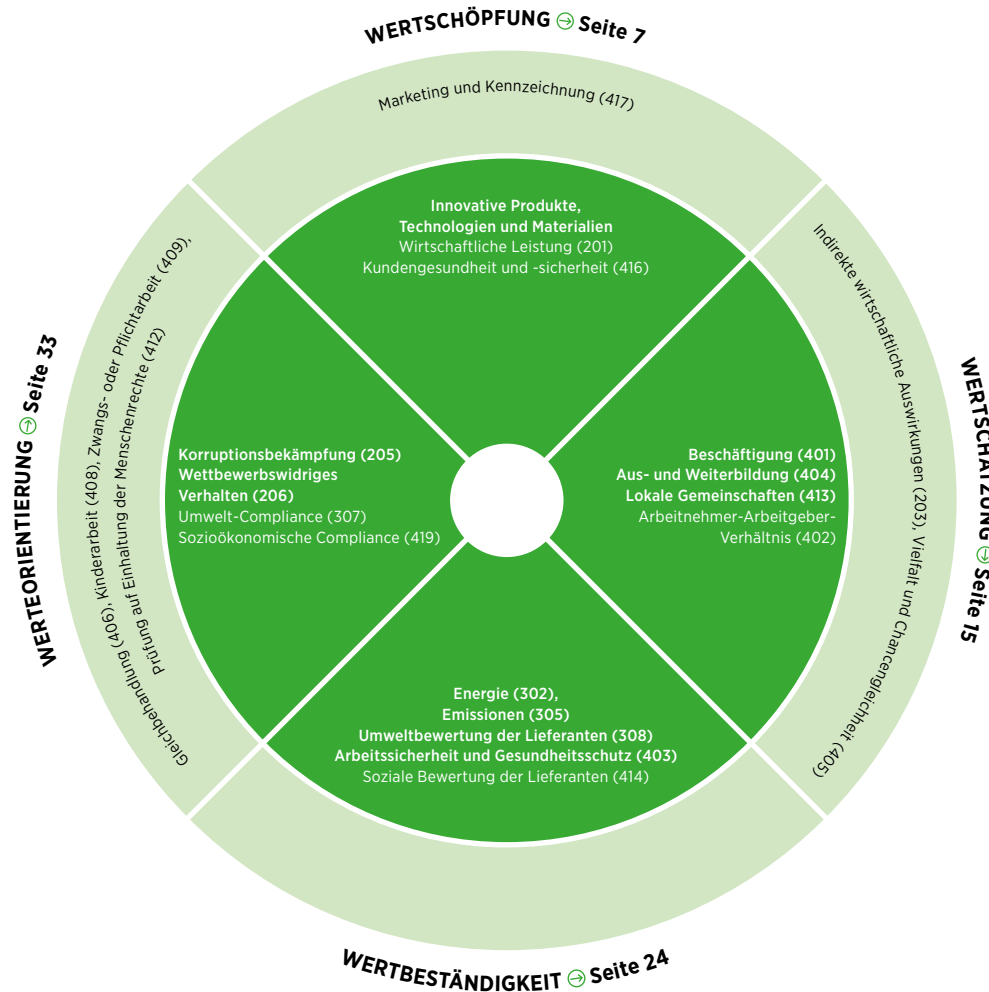 WERTSCHÖPFUNG → Seite 7
Marketing und Kennzeichnung (417)
Innovative Produkte,
Technologien und Materialien
Wirtschaftliche Leistung (201)
Kundengesundheit und -sicherheit (416)
WERTSCHÄTZUNG → Seite 15
Indirekte wirtschaftliche Auswirkungen (203), Vielfalt und Chancengleichheit (405)
Beschäftigung (401)
Aus- und Weiterbildung (404)
Lokale Gemeinschaften (413)
Arbeitnehmer-Arbeitgeber-
Verhältnis (402)
WERTBESTÄNDIGKEIT → Seite 24
Energie (302),
Emissionen (305)
Umweltbewertung der Lieferanten (308)
Arbeitssicherheit und Gesundheitsschutz (403)
Soziale Bewertung der Lieferanten (414)
WERTEORIENTIERUNG → Seite 33
Gleichbehandlung (406), Kinderarbeit (408), Zwangs- oder Pflichtarbeit (409),
Prüfung auf Einhaltung der Menschenrechte (412)
Korruptionsbekämpfung (205)
Wettbewerbswidriges
Verhalten (206)
Umwelt-Compliance (307)
Sozioökonomische Compliance (419)